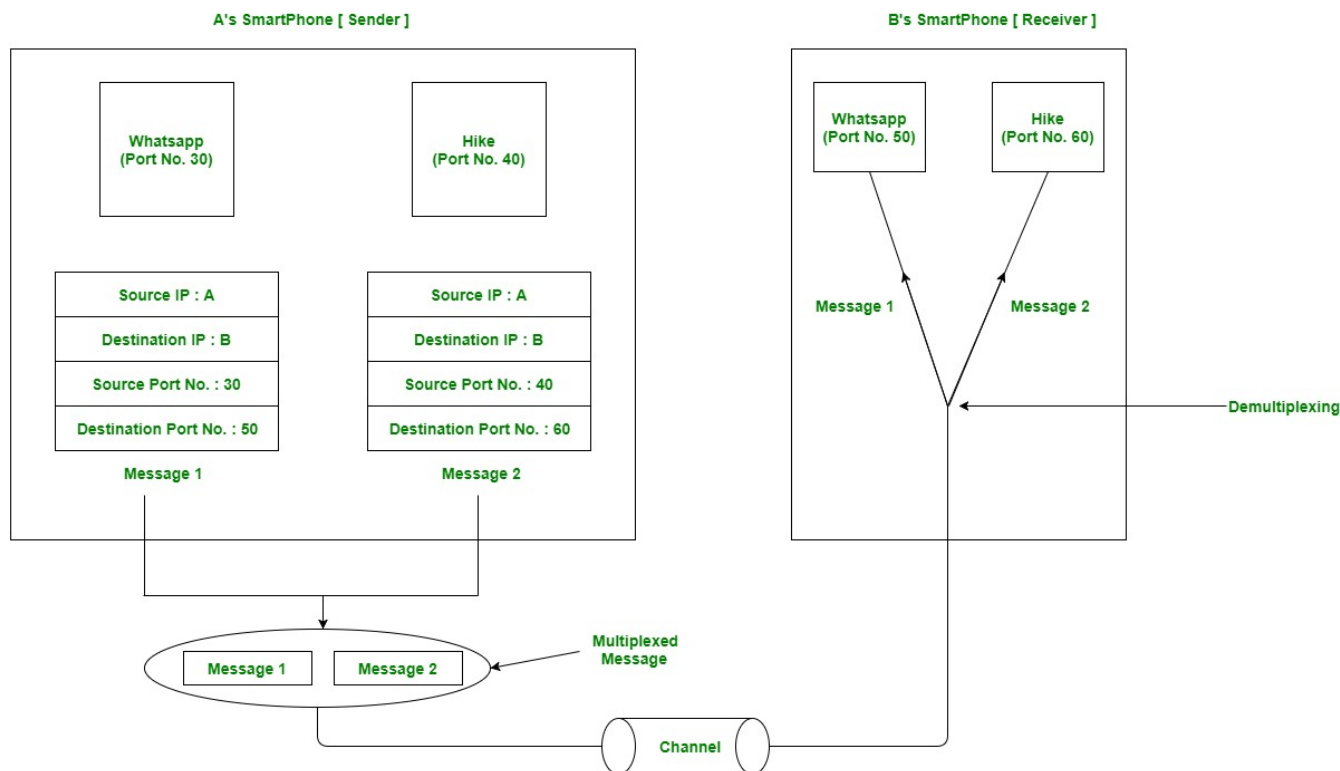 A's SmartPhone [ Sender ]
B's SmartPhone [ Receiver ]
Whatsapp
(Port No. 30)
Hike
(Port No. 40)
Whatsapp
(Port No. 50)
Hike
(Port No. 60)
Source IP : A
Destination IP : B
Source Port No. : 30
Destination Port No. : 50
Message 1
Source IP : A
Destination IP : B
Source Port No. : 40
Destination Port No. : 60
Message 2
Message 1
Message 2
Demultiplexing
Multiplexed
Message
Message 1
Message 2
Channel